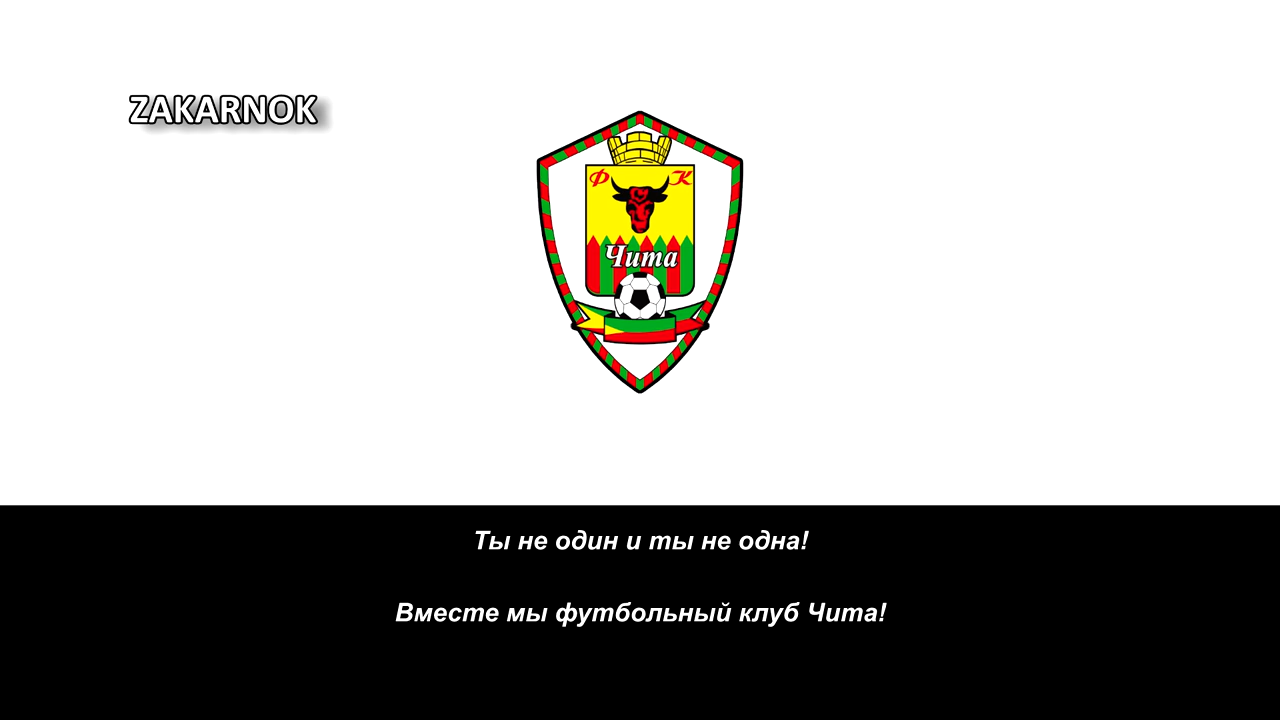 ZAKARNOK
Ф К
Чита
Ты не один и ты не одна!
Вместе мы футбольный клуб Чита!